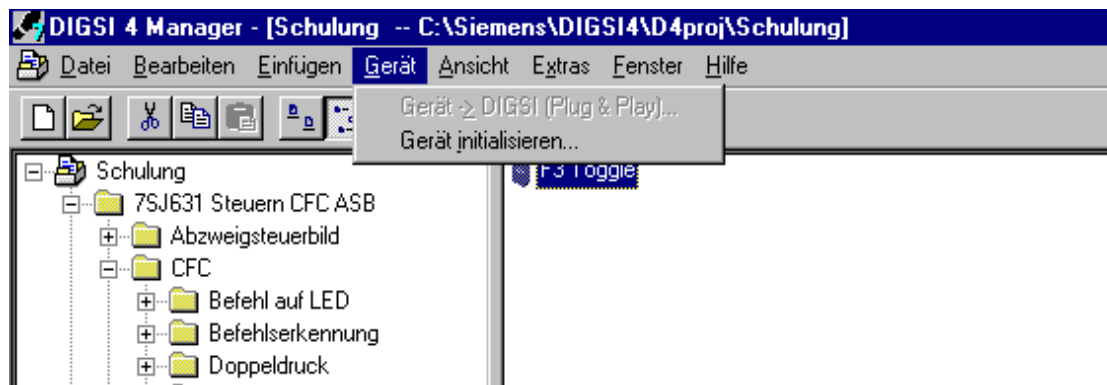 DIGSI 4 Manager - [Schulung -- C:\Siemens\DIGSI4\D4proj\Schulung]
Datei Bearbeiten Einfügen Gerät Ansicht Extras Fenster Hilfe
Gerät -> DIGSI (Plug & Play)...
Gerät initialisieren...
Schulung
F3 Toggle
7SJ631 Steuern CFC ASB
Abzweigsteuerbild
CFC
Befehl auf LED
Befehlserkennung
Doppeldruck